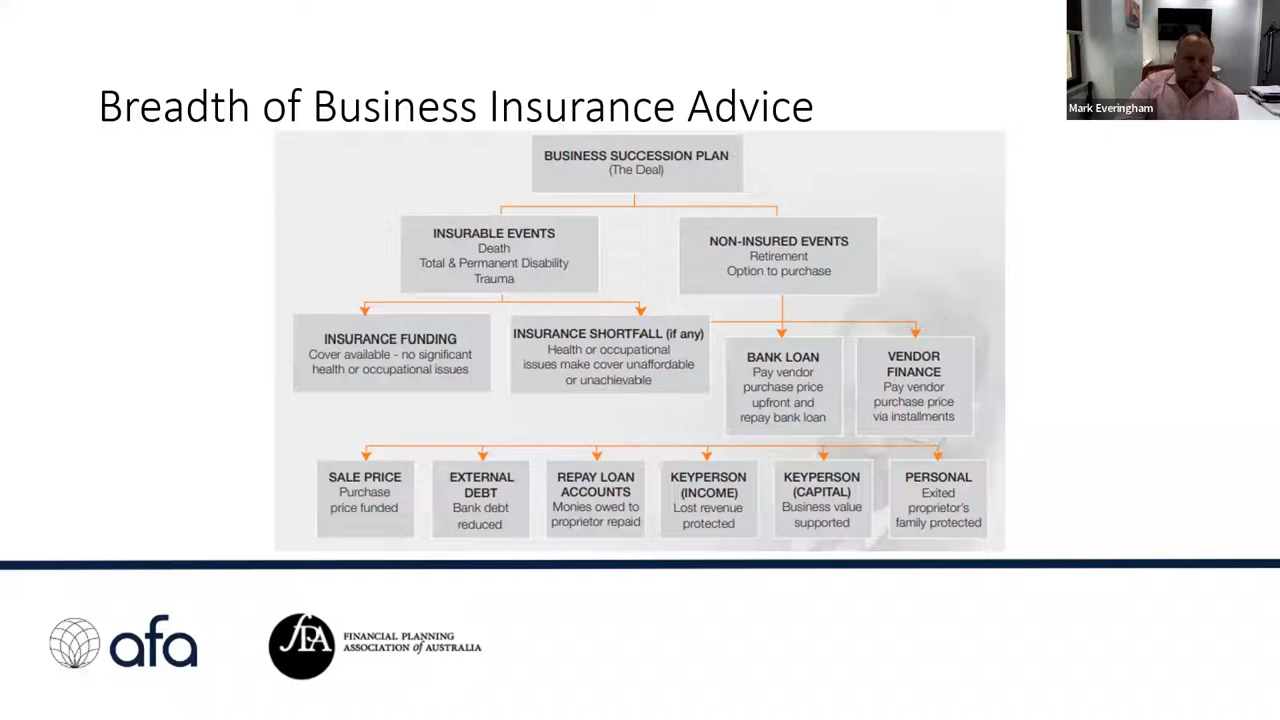 Mark Everingham
Breadth of Business Insurance Advice
BUSINESS SUCCESSION PLAN
(The Deal)
INSURABLE EVENTS
Death
Total & Permanent Disability
Trauma
NON-INSURED EVENTS
Retirement
Option to purchase
INSURANCE FUNDING
Cover available - no significant
health or occupational issues
INSURANCE SHORTFALL (if any)
Health or occupational
issues make cover unaffordable
or unachievable
BANK LOAN
Pay vendor
purchase price
upfront and
repay bank loan
VENDOR
FINANCE
Pay vendor
purchase price
via installments
SALE PRICE
Purchase
price funded
EXTERNAL
DEBT
Bank debt
reduced
REPAY LOAN
ACCOUNTS
Monies owed to
proprietor repaid
KEYPERSON
(INCOME)
Lost revenue
protected
KEYPERSON
(CAPITAL)
Business value
supported
PERSONAL
Exited
proprietor's
family protected
afa
FPA
FINANCIAL PLANNING
ASSOCIATION of AUSTRALIA